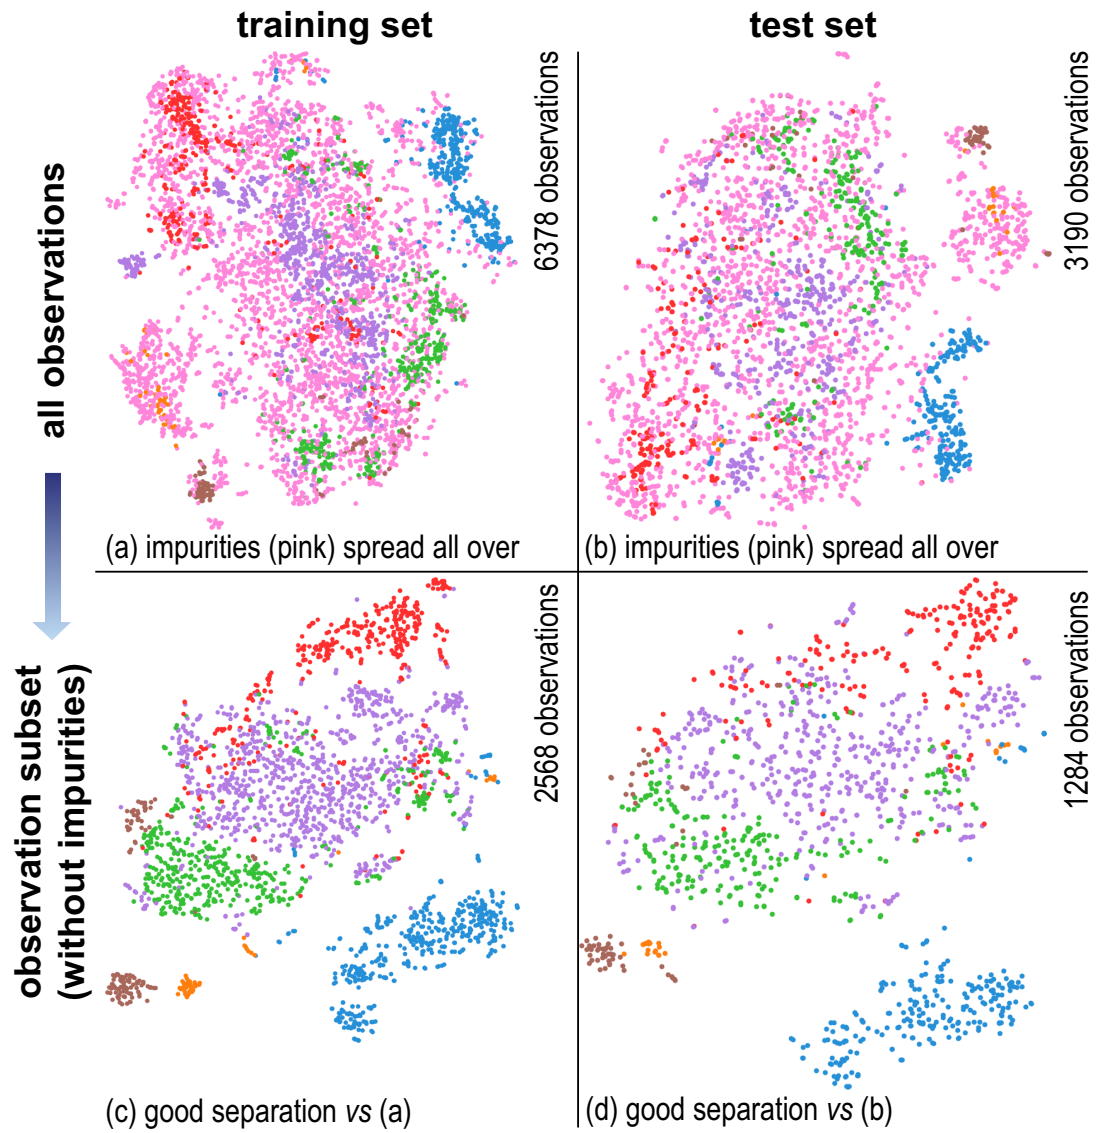 training set
test set
all observations
6378 observations
3190 observations
(a) impurities (pink) spread all over
(b) impurities (pink) spread all over
observation subset
(without impurities)
2568 observations
1284 observations
(c) good separation vs (a)
(d) good separation vs (b)